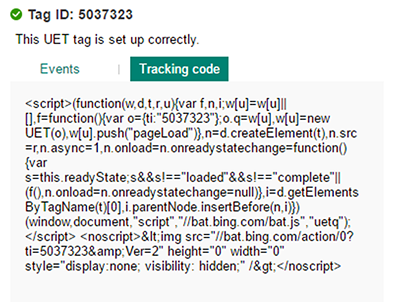 Tag ID: 5037323
This UET tag is set up correctly.
Events | Tracking code
<script>(function(w,d,t,r,u){var f,n,i;w[u]=w[u]||
[],f=function(){var o={ti:"5037323"};o.q=w[u],w[u]=new
UET(o),w[u].push("pageLoad")},n=d.createElement(t),n.src
=r,n.async=1,n.onload=n.onreadystatechange=function()
{var
s=this.readyState;s&&s!=="loaded"&&s!=="complete"||
(f(),n.onload=n.onreadystatechange=null)},i=d.getElements
ByTagName(t)[0],i.parentNode.insertBefore(n,i)})
(window,document,"script","//bat.bing.com/bat.js","uetq");
</script> <noscript>&lt;img src="//bat.bing.com/action/0?
ti=5037323&amp;Ver=2" height="0" width="0"
style="display:none; visibility: hidden;" /&gt;</noscript>